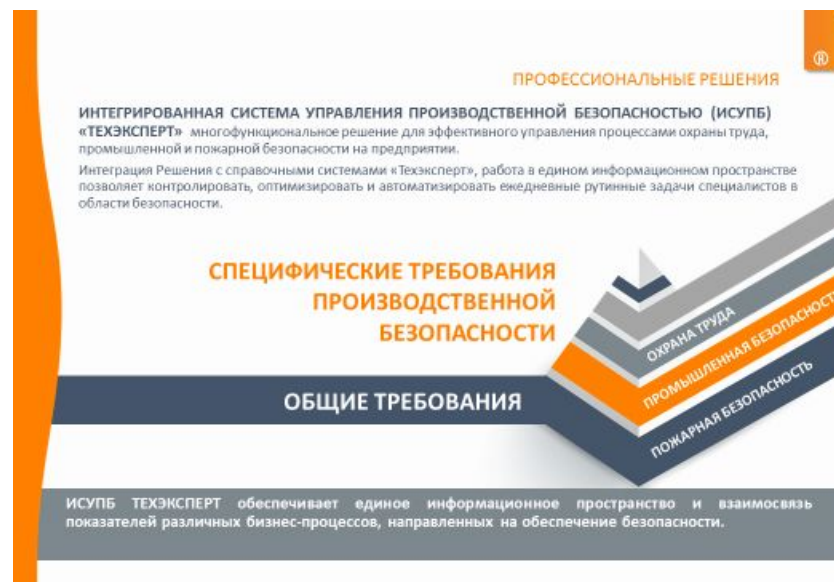 ®
ПРОФЕССИОНАЛЬНЫЕ РЕШЕНИЯ
ИНТЕГРИРОВАННАЯ СИСТЕМА УПРАВЛЕНИЯ ПРОИЗВОДСТВЕННОЙ БЕЗОПАСНОСТЬЮ (ИСУПБ)
«ТЕХЭКСПЕРТ» многофункциональное решение для эффективного управления процессами охраны труда,
промышленной и пожарной безопасности на предприятии.
Интеграция Решения с справочными системами «Техэксперт», работа в едином информационном пространстве
позволяет контролировать, оптимизировать и автоматизировать ежедневные рутинные задачи специалистов в
области безопасности.
СПЕЦИФИЧЕСКИЕ ТРЕБОВАНИЯ
ПРОИЗВОДСТВЕННОЙ
БЕЗОПАСНОСТИ
ОХРАНА ТРУДА
ПРОМЫШЛЕННАЯ БЕЗОПАСНОСТЬ
ПОЖАРНАЯ БЕЗОПАСНОСТЬ
ОБЩИЕ ТРЕБОВАНИЯ
ИСУПБ ТЕХЭКСПЕРТ обеспечивает единое информационное пространство и взаимосвязь
показателей различных бизнес-процессов, направленных на обеспечение безопасности.